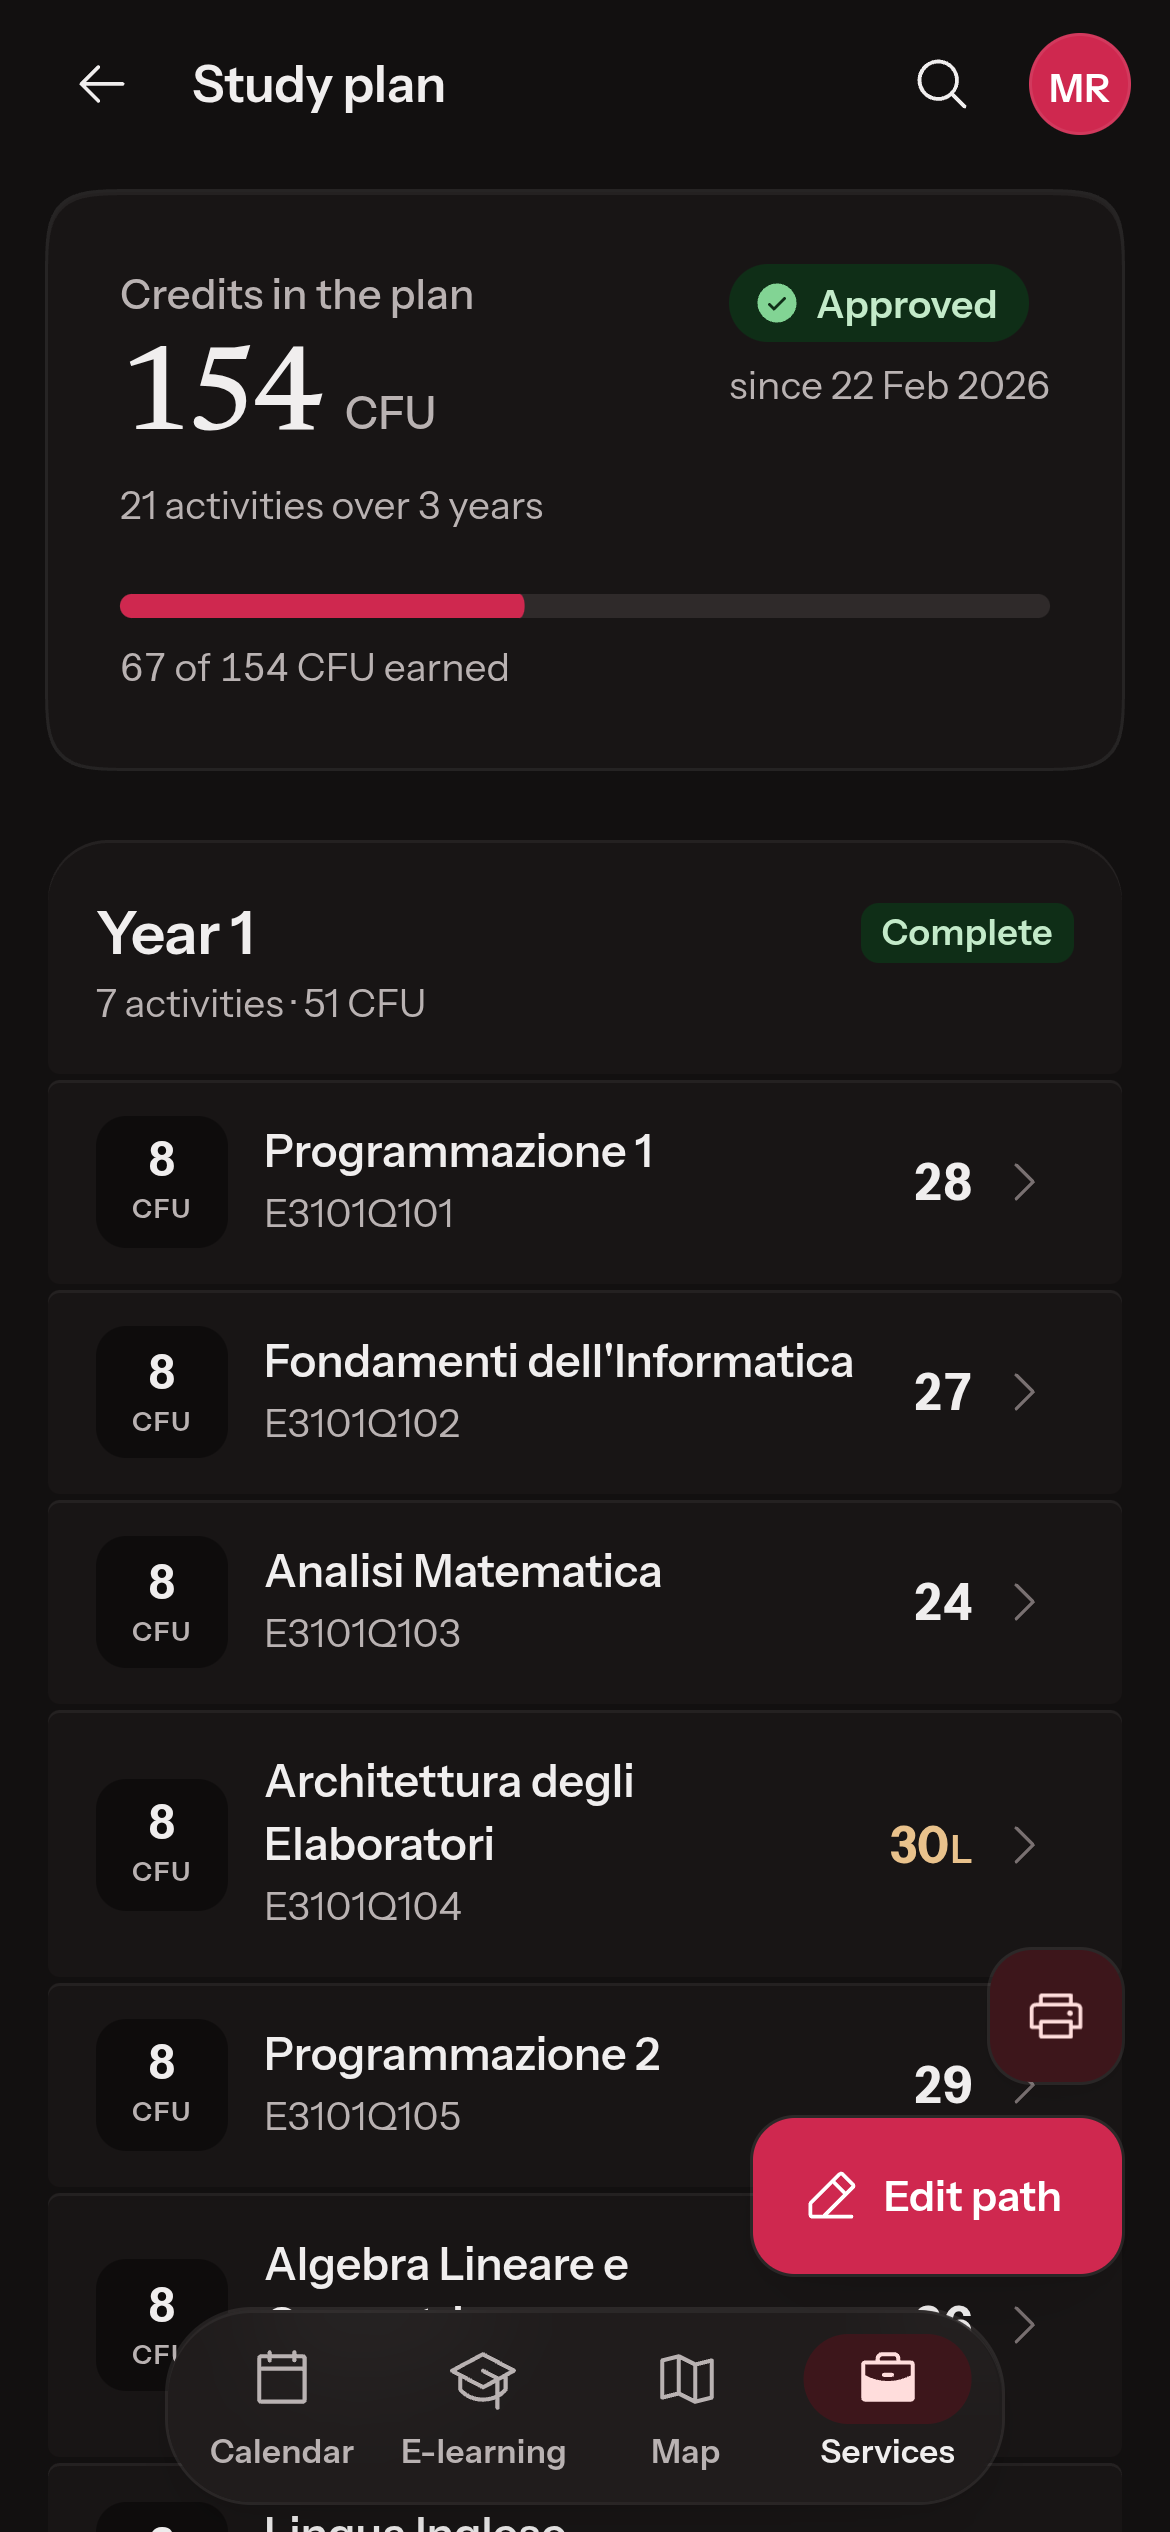 Study plan
MR
Credits in the plan
Approved
154 CFU
since 22 Feb 2026
21 activities over 3 years
67 of 154 CFU earned
Year 1
Complete
7 activities · 51 CFU
8
CFU
Programmazione 1
E3101Q101
28
8
CFU
Fondamenti dell'Informatica
E3101Q102
27
8
CFU
Analisi Matematica
E3101Q103
24
8
CFU
Architettura degli
Elaboratori
E3101Q104
30L
8
CFU
Programmazione 2
E3101Q105
29
Edit path
8
Algebra Lineare e
Calendar
E-learning
Map
Services
Lingua Inglese